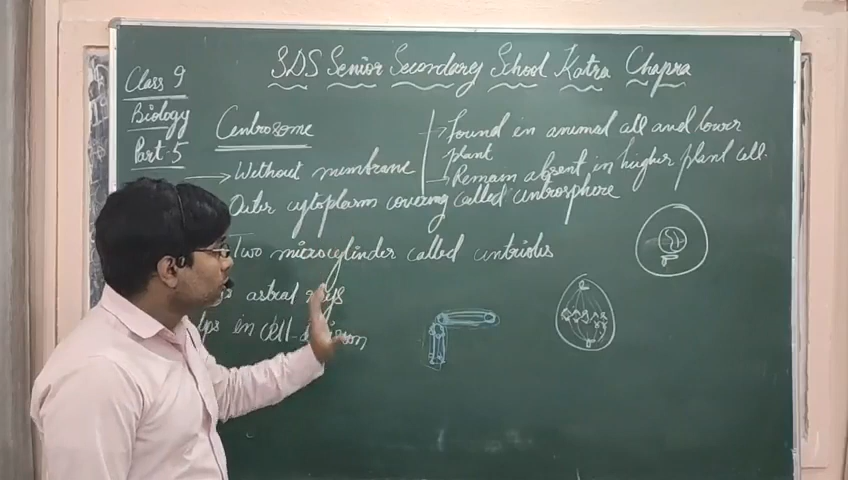 SDS Senior Secondary School Katra Chapra
Class 9
Biology
Part-5
Centrosome
→ Without membrane
Outer cytoplasm covering called centrosphere
Two microcylinder called centrioles
astral rays
in cell-division
→ Found in animal cell and lower
plant
→ Remain absent in higher plant cell.